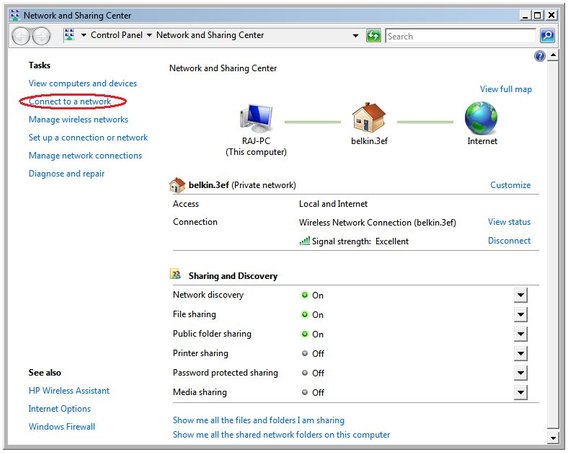 Network and Sharing Center
Control Panel Network and Sharing Center Search
Tasks
View computers and devices
Connect to a network
Manage wireless networks
Set up a connection or network
Manage network connections
Diagnose and repair
See also
HP Wireless Assistant
Internet Options
Windows Firewall
Network and Sharing Center
View full map
RAJ-PC
(This computer)
belkin.3ef
Internet
belkin.3ef (Private network) Customize
Access Local and Internet
Connection Wireless Network Connection (belkin.3ef) View status
Signal strength: Excellent Disconnect
Sharing and Discovery
Network discovery On
File sharing On
Public folder sharing On
Printer sharing Off
Password protected sharing Off
Media sharing Off
Show me all the files and folders I am sharing
Show me all the shared network folders on this computer